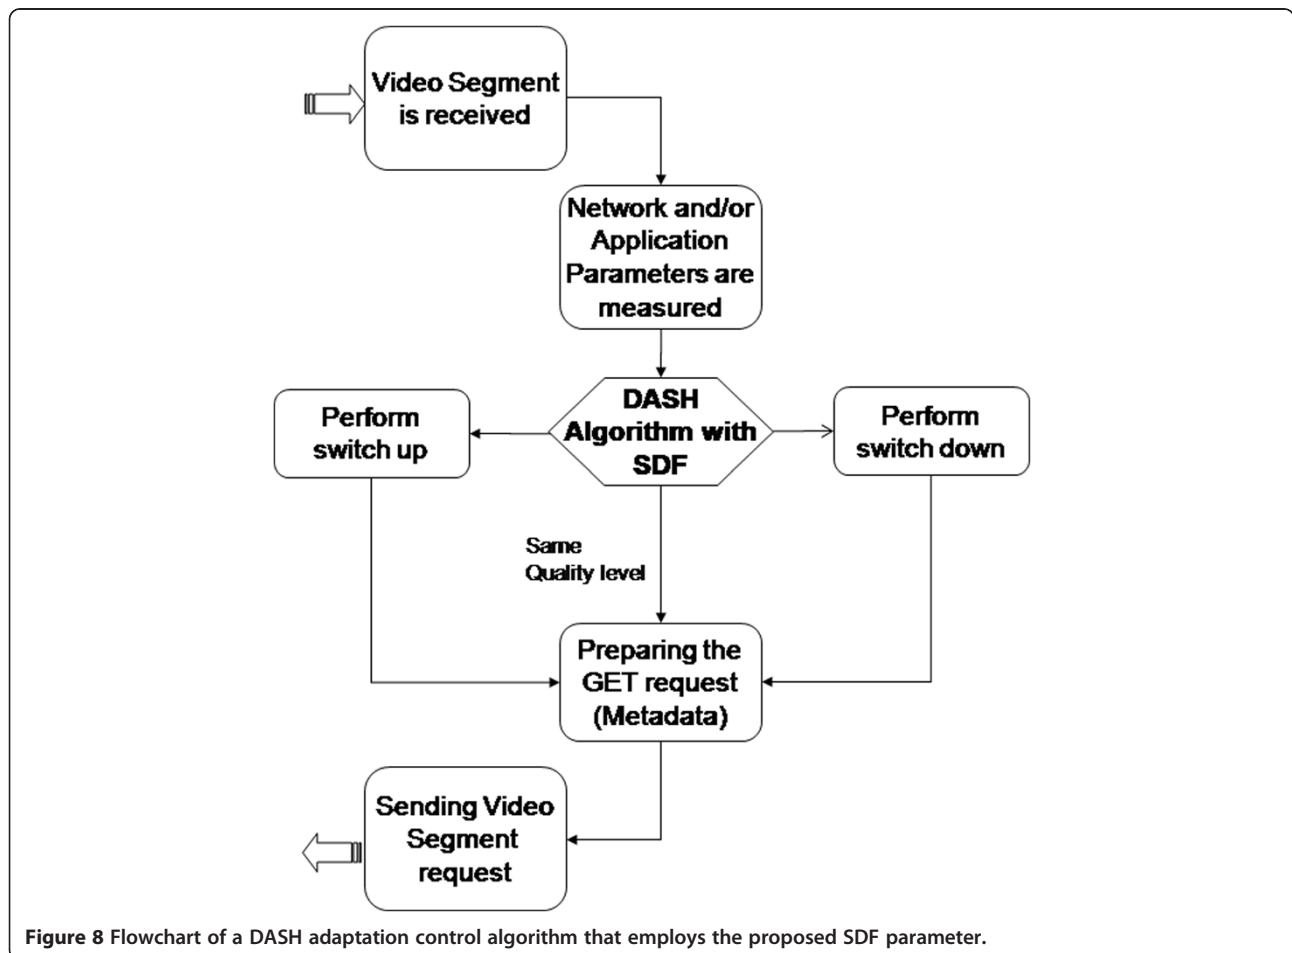 Video Segment
is received
Network and/or
Application
Parameters are
measured
DASH
Algorithm with
SDF
Perform
switch up
Perform
switch down
Same
Quality level
Preparing the
GET request
(Metadata)
Sending Video
Segment
request
Figure 8 Flowchart of a DASH adaptation control algorithm that employs the proposed SDF parameter.